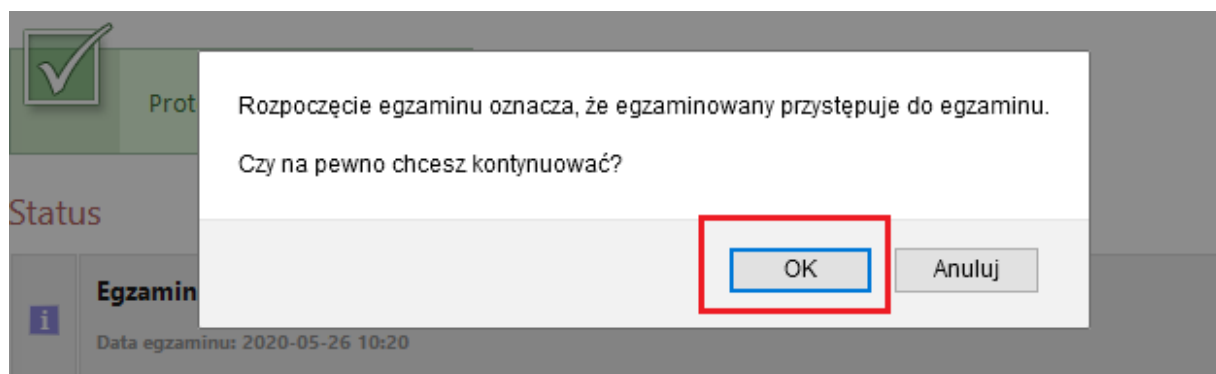 Prot
Rozpoczęcie egzaminu oznacza, że egzaminowany przystępuje do egzaminu.
Czy na pewno chcesz kontynuować?
Status
OK
Anuluj
Egzamin
i
Data egzaminu: 2020-05-26 10:20